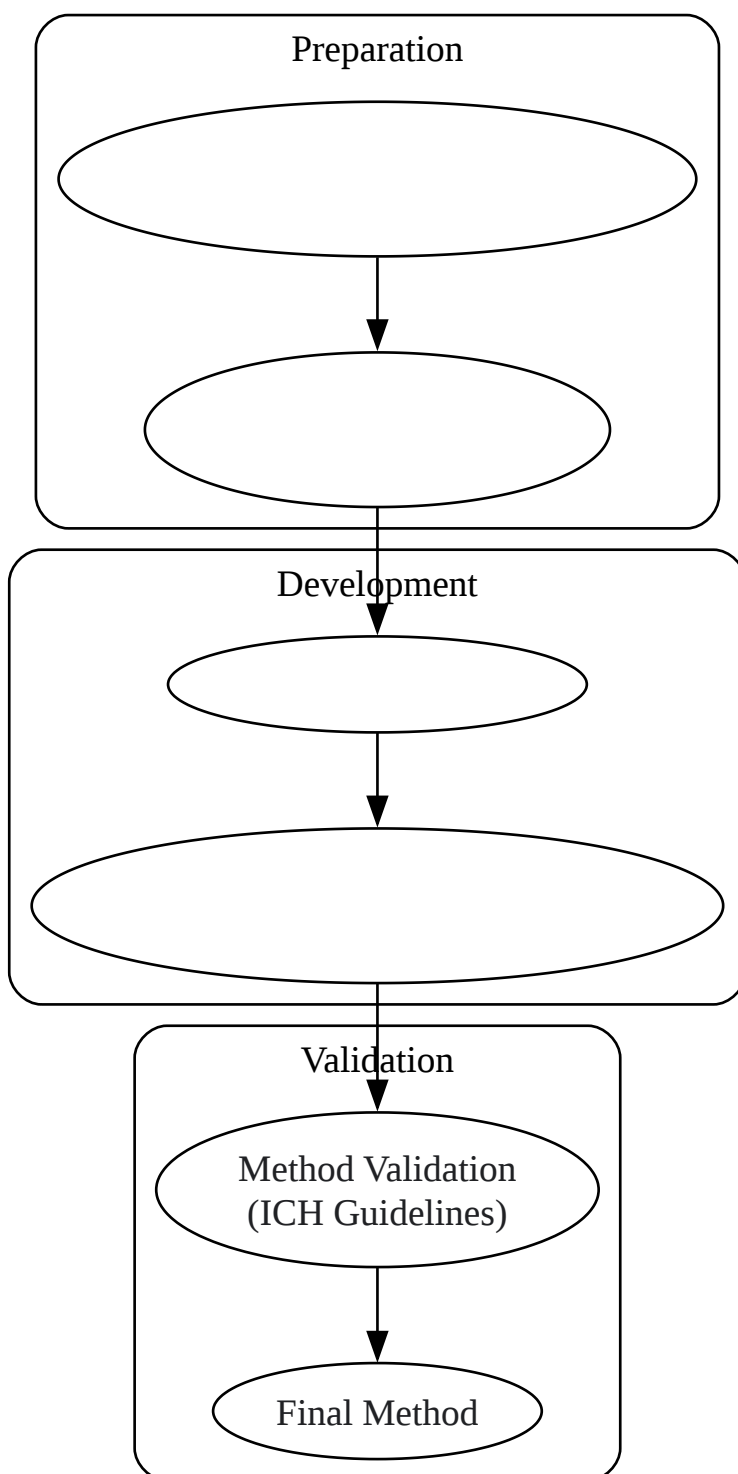 Preparation
Development
Validation
Method Validation
(ICH Guidelines)
Final Method